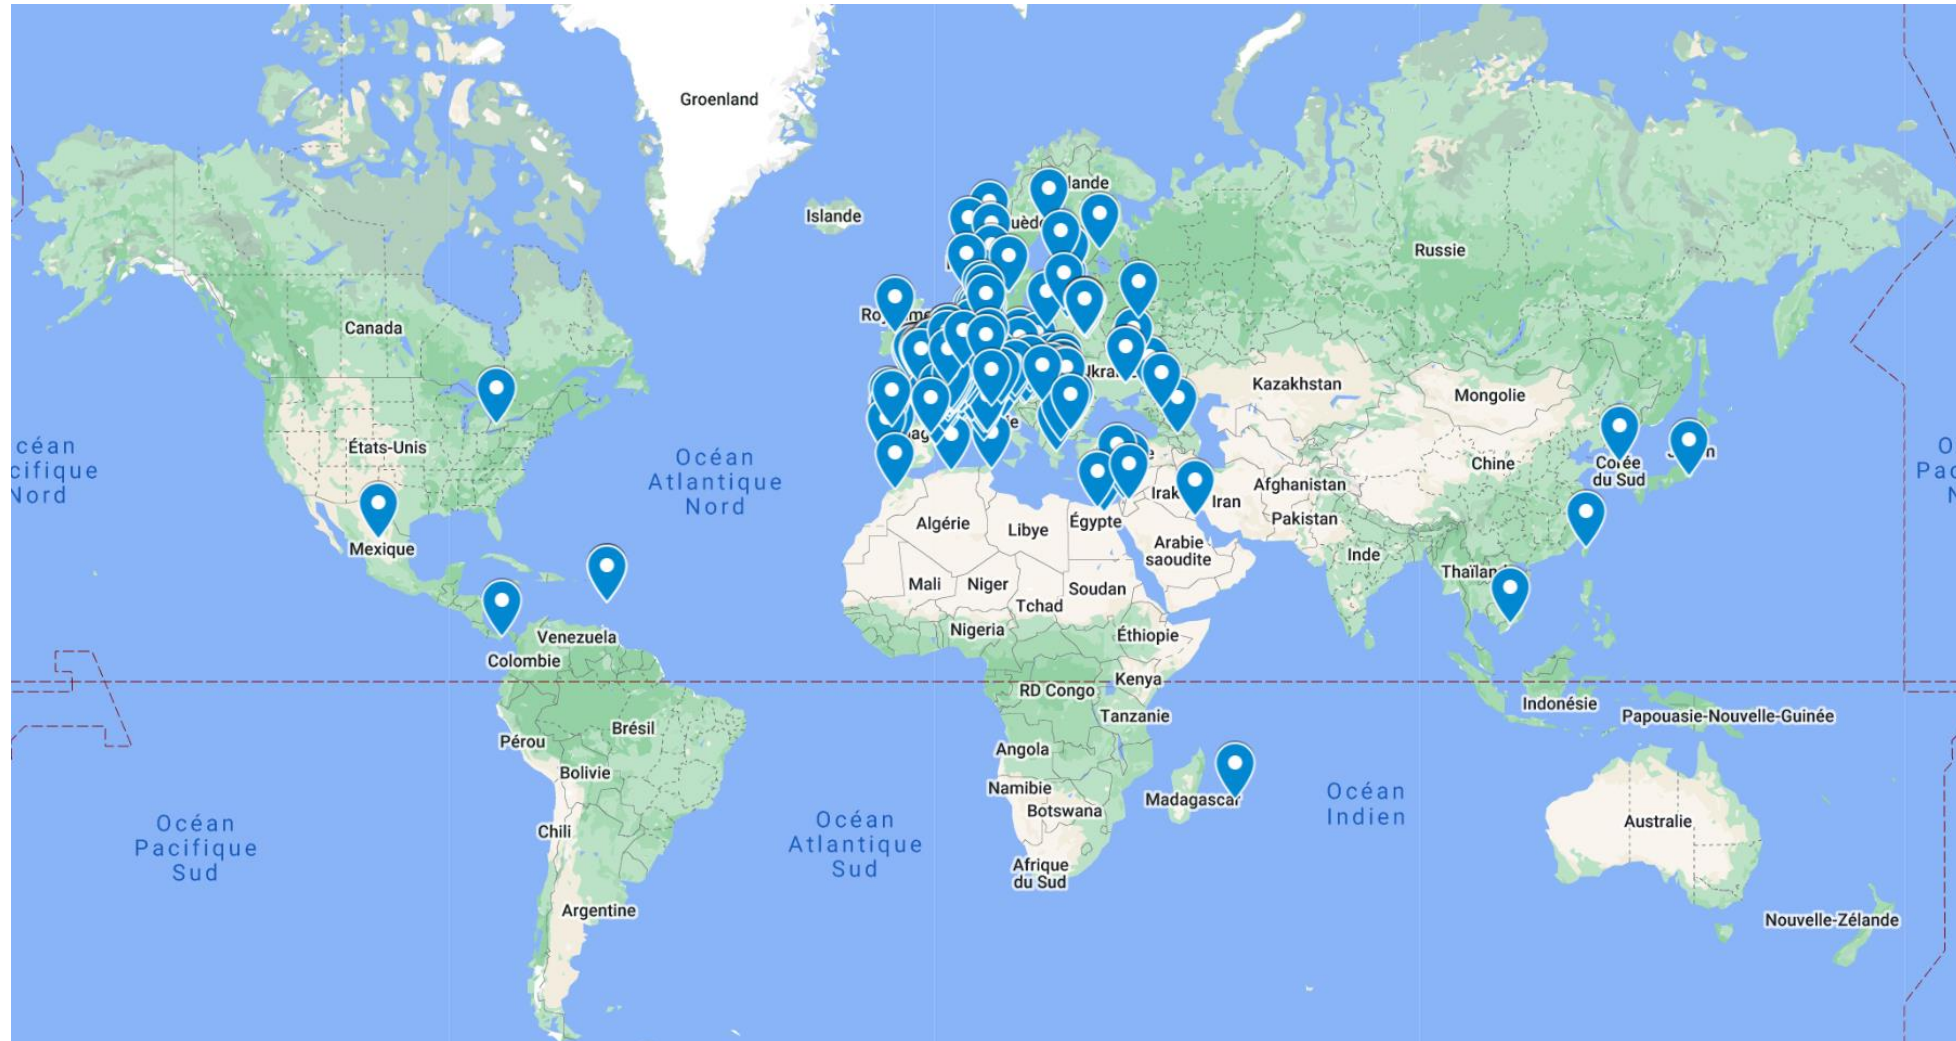 Groenland
Islande
Russie
Canada
Kazakhstan
Mongolie
États-Unis
céan
cifique
Nord
Océan
Atlantique
Nord
Chine
Corée
du Sud
Afghanistan
Irak
Iran
Pakistan
Algérie
Libye
Égypte
Mexique
Arabie
saoudite
Inde
Mali
Niger
Soudan
Tchad
Nigeria
Éthiopie
Venezuela
Colombie
Kenya
RD Congo
Tanzanie
Indonésie
Papouasie-Nouvelle-Guinée
Brésil
Pérou
Angola
Bolivie
Namibie
Madagascar
Botswana
Océan
Indien
Océan
Pacifique
Sud
Chili
Océan
Atlantique
Sud
Australie
Afrique
du Sud
Argentine
Nouvelle-Zélande